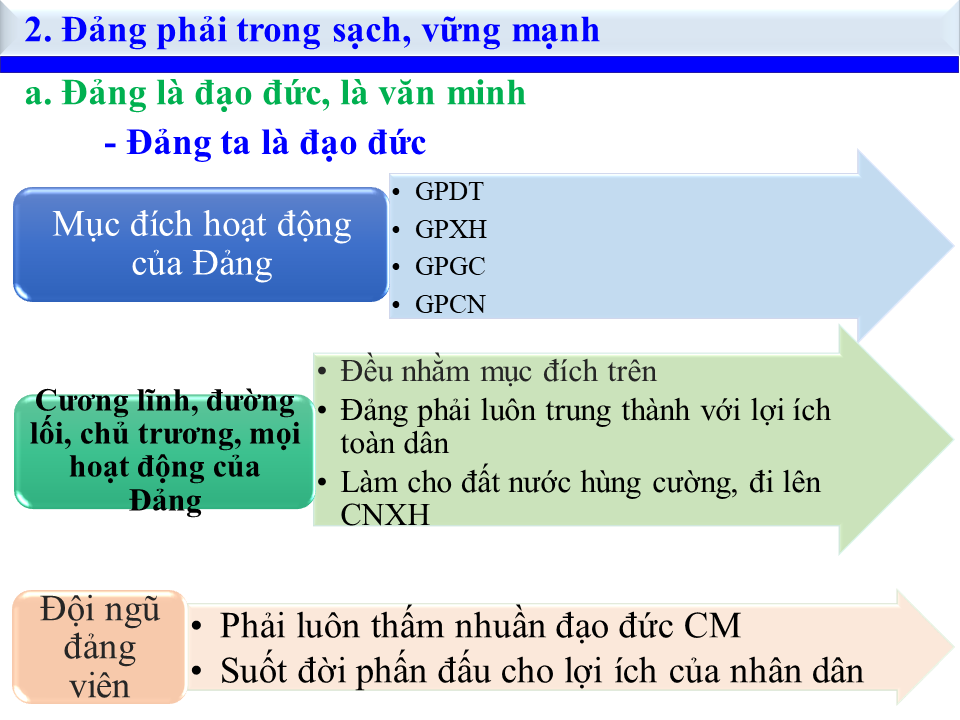 2. Đảng phải trong sạch, vững mạnh
a. Đảng là đạo đức, là văn minh
- Đảng ta là đạo đức
Mục đích hoạt động
của Đảng
• GPDT
• GPXH
• GPGC
• GPCN
Cương lĩnh, đường
lối, chủ trương, mọi
hoạt động của
Đảng
• Đều nhằm mục đích trên
• Đảng phải luôn trung thành với lợi ích
toàn dân
• Làm cho đất nước hùng cường, đi lên
CNXH
Đội ngũ
đảng
viên
• Phải luôn thấm nhuần đạo đức CM
• Suốt đời phấn đấu cho lợi ích của nhân dân